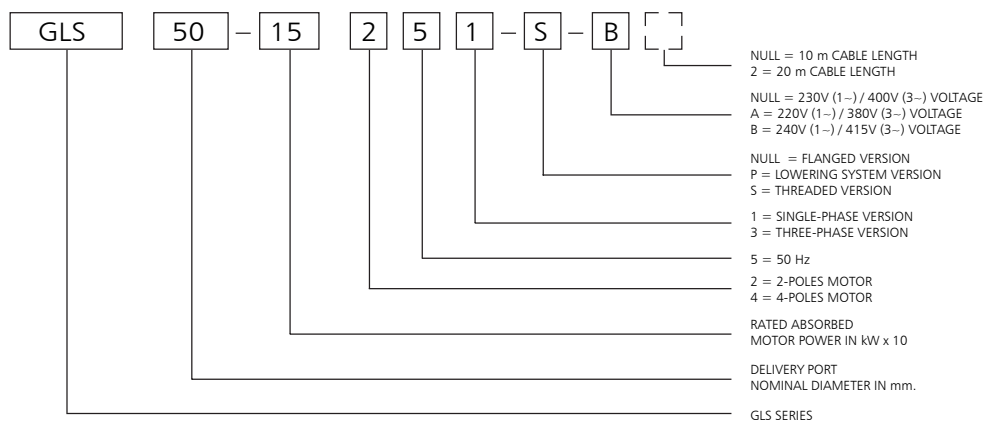 GLS 50 – 15 2 5 1 – S – B
NULL = 10 m CABLE LENGTH
2 = 20 m CABLE LENGTH
NULL = 230V (1~) / 400V (3~) VOLTAGE
A = 220V (1~) / 380V (3~) VOLTAGE
B = 240V (1~) / 415V (3~) VOLTAGE
NULL = FLANGED VERSION
P = LOWERING SYSTEM VERSION
S = THREADED VERSION
1 = SINGLE-PHASE VERSION
3 = THREE-PHASE VERSION
5 = 50 Hz
2 = 2-POLES MOTOR
4 = 4-POLES MOTOR
RATED ABSORBED
MOTOR POWER IN kW x 10
DELIVERY PORT
NOMINAL DIAMETER IN mm.
GLS SERIES